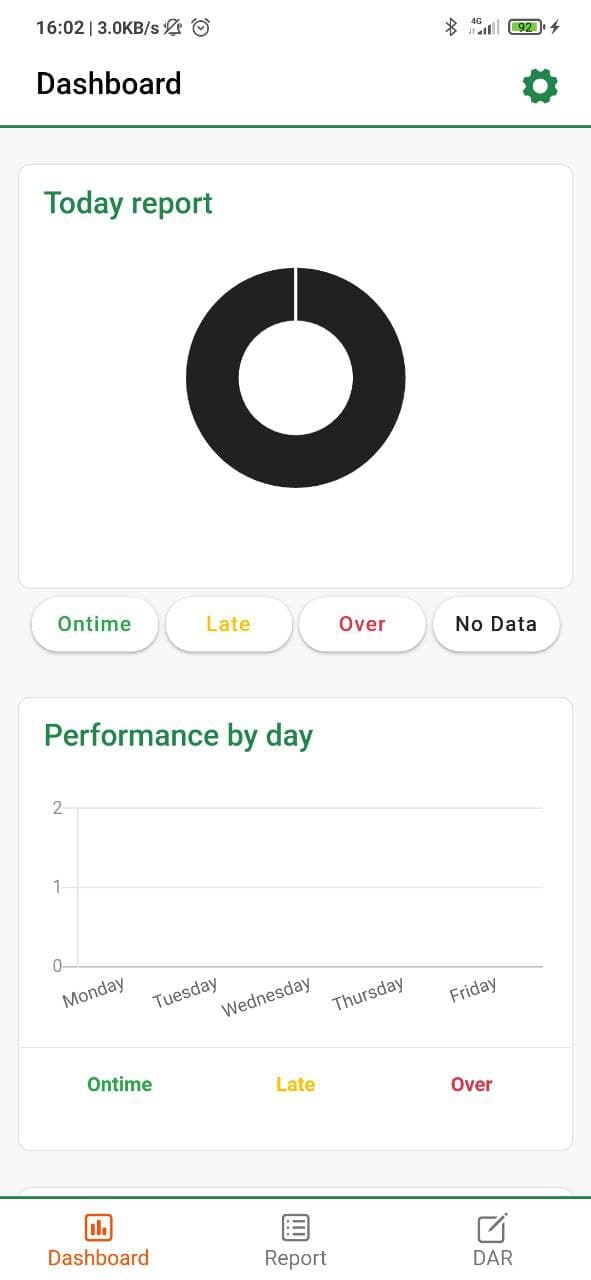 16:02 | 3.0KB/s
4G
92
Dashboard
Today report
Ontime
Late
Over
No Data
Performance by day
2
1
0
Monday
Tuesday
Wednesday
Thursday
Friday
Ontime
Late
Over
Dashboard
Report
DAR